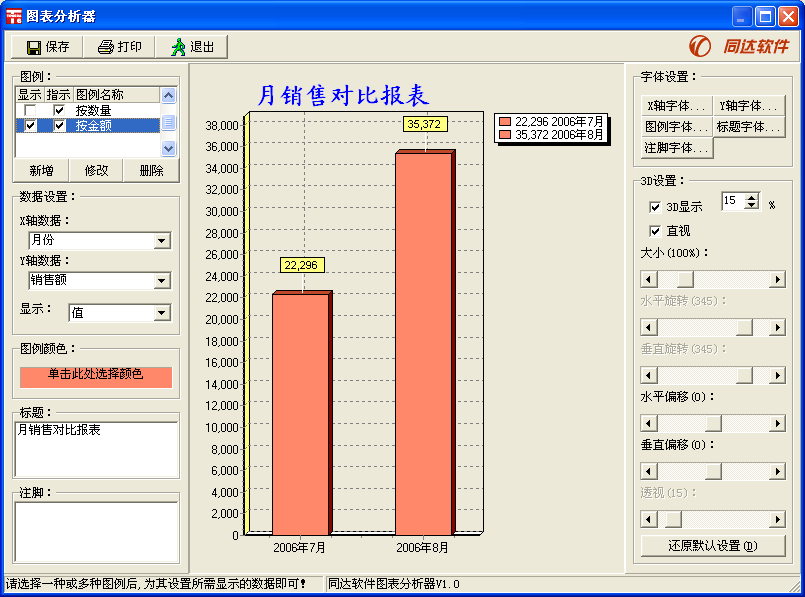 图表分析器
保存 打印 退出
同达软件
图例：
显示 指示 图例名称
按数量
按金额
新增 修改 删除
数据设置：
X轴数据：
月份
Y轴数据：
销售额
显示： 值
图例颜色：
单击此处选择颜色
标题：
月销售对比报表
注脚：
月销售对比报表
38,000
36,000
34,000
32,000
30,000
28,000
26,000
24,000
22,000
20,000
18,000
16,000
14,000
12,000
10,000
8,000
6,000
4,000
2,000
0
22,296
35,372
2006年7月 2006年8月
22,296 2006年7月
35,372 2006年8月
字体设置：
X轴字体... Y轴字体...
图例字体... 标题字体...
注脚字体...
3D设置：
3D显示 15 %
直视
大小(100%)：
水平旋转(345)：
垂直旋转(345)：
水平偏移(0)：
垂直偏移(0)：
透视(15)：
还原默认设置(D)
请选择一种或多种图例后,为其设置所需显示的数据即可! 同达软件图表分析器V1.0